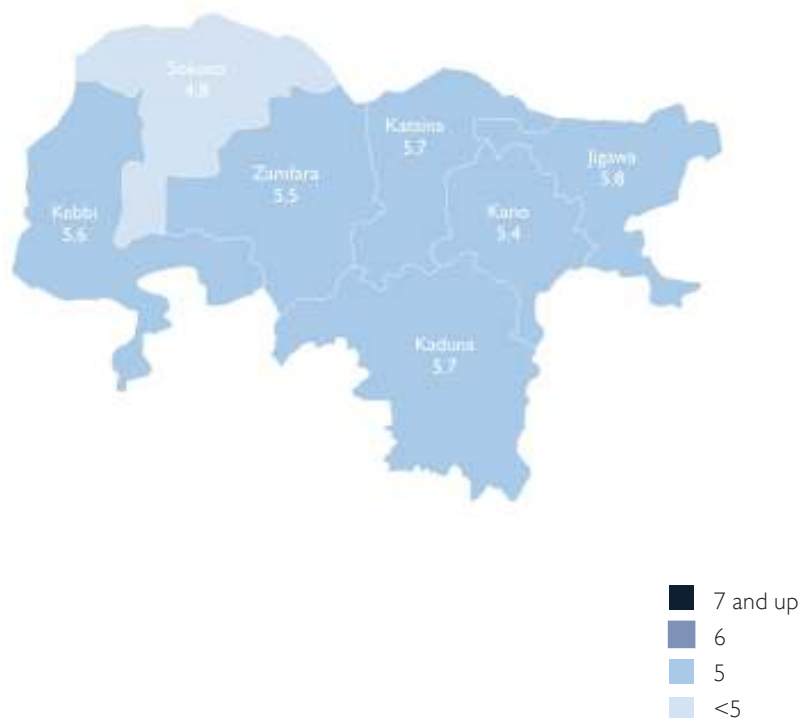 Sokoto
4.8
Katsina
5.7
Jigawa
5.8
Zamfara
5.5
Kebbi
5.6
Kano
5.4
Kaduna
5.7
7 and up
6
5
<5